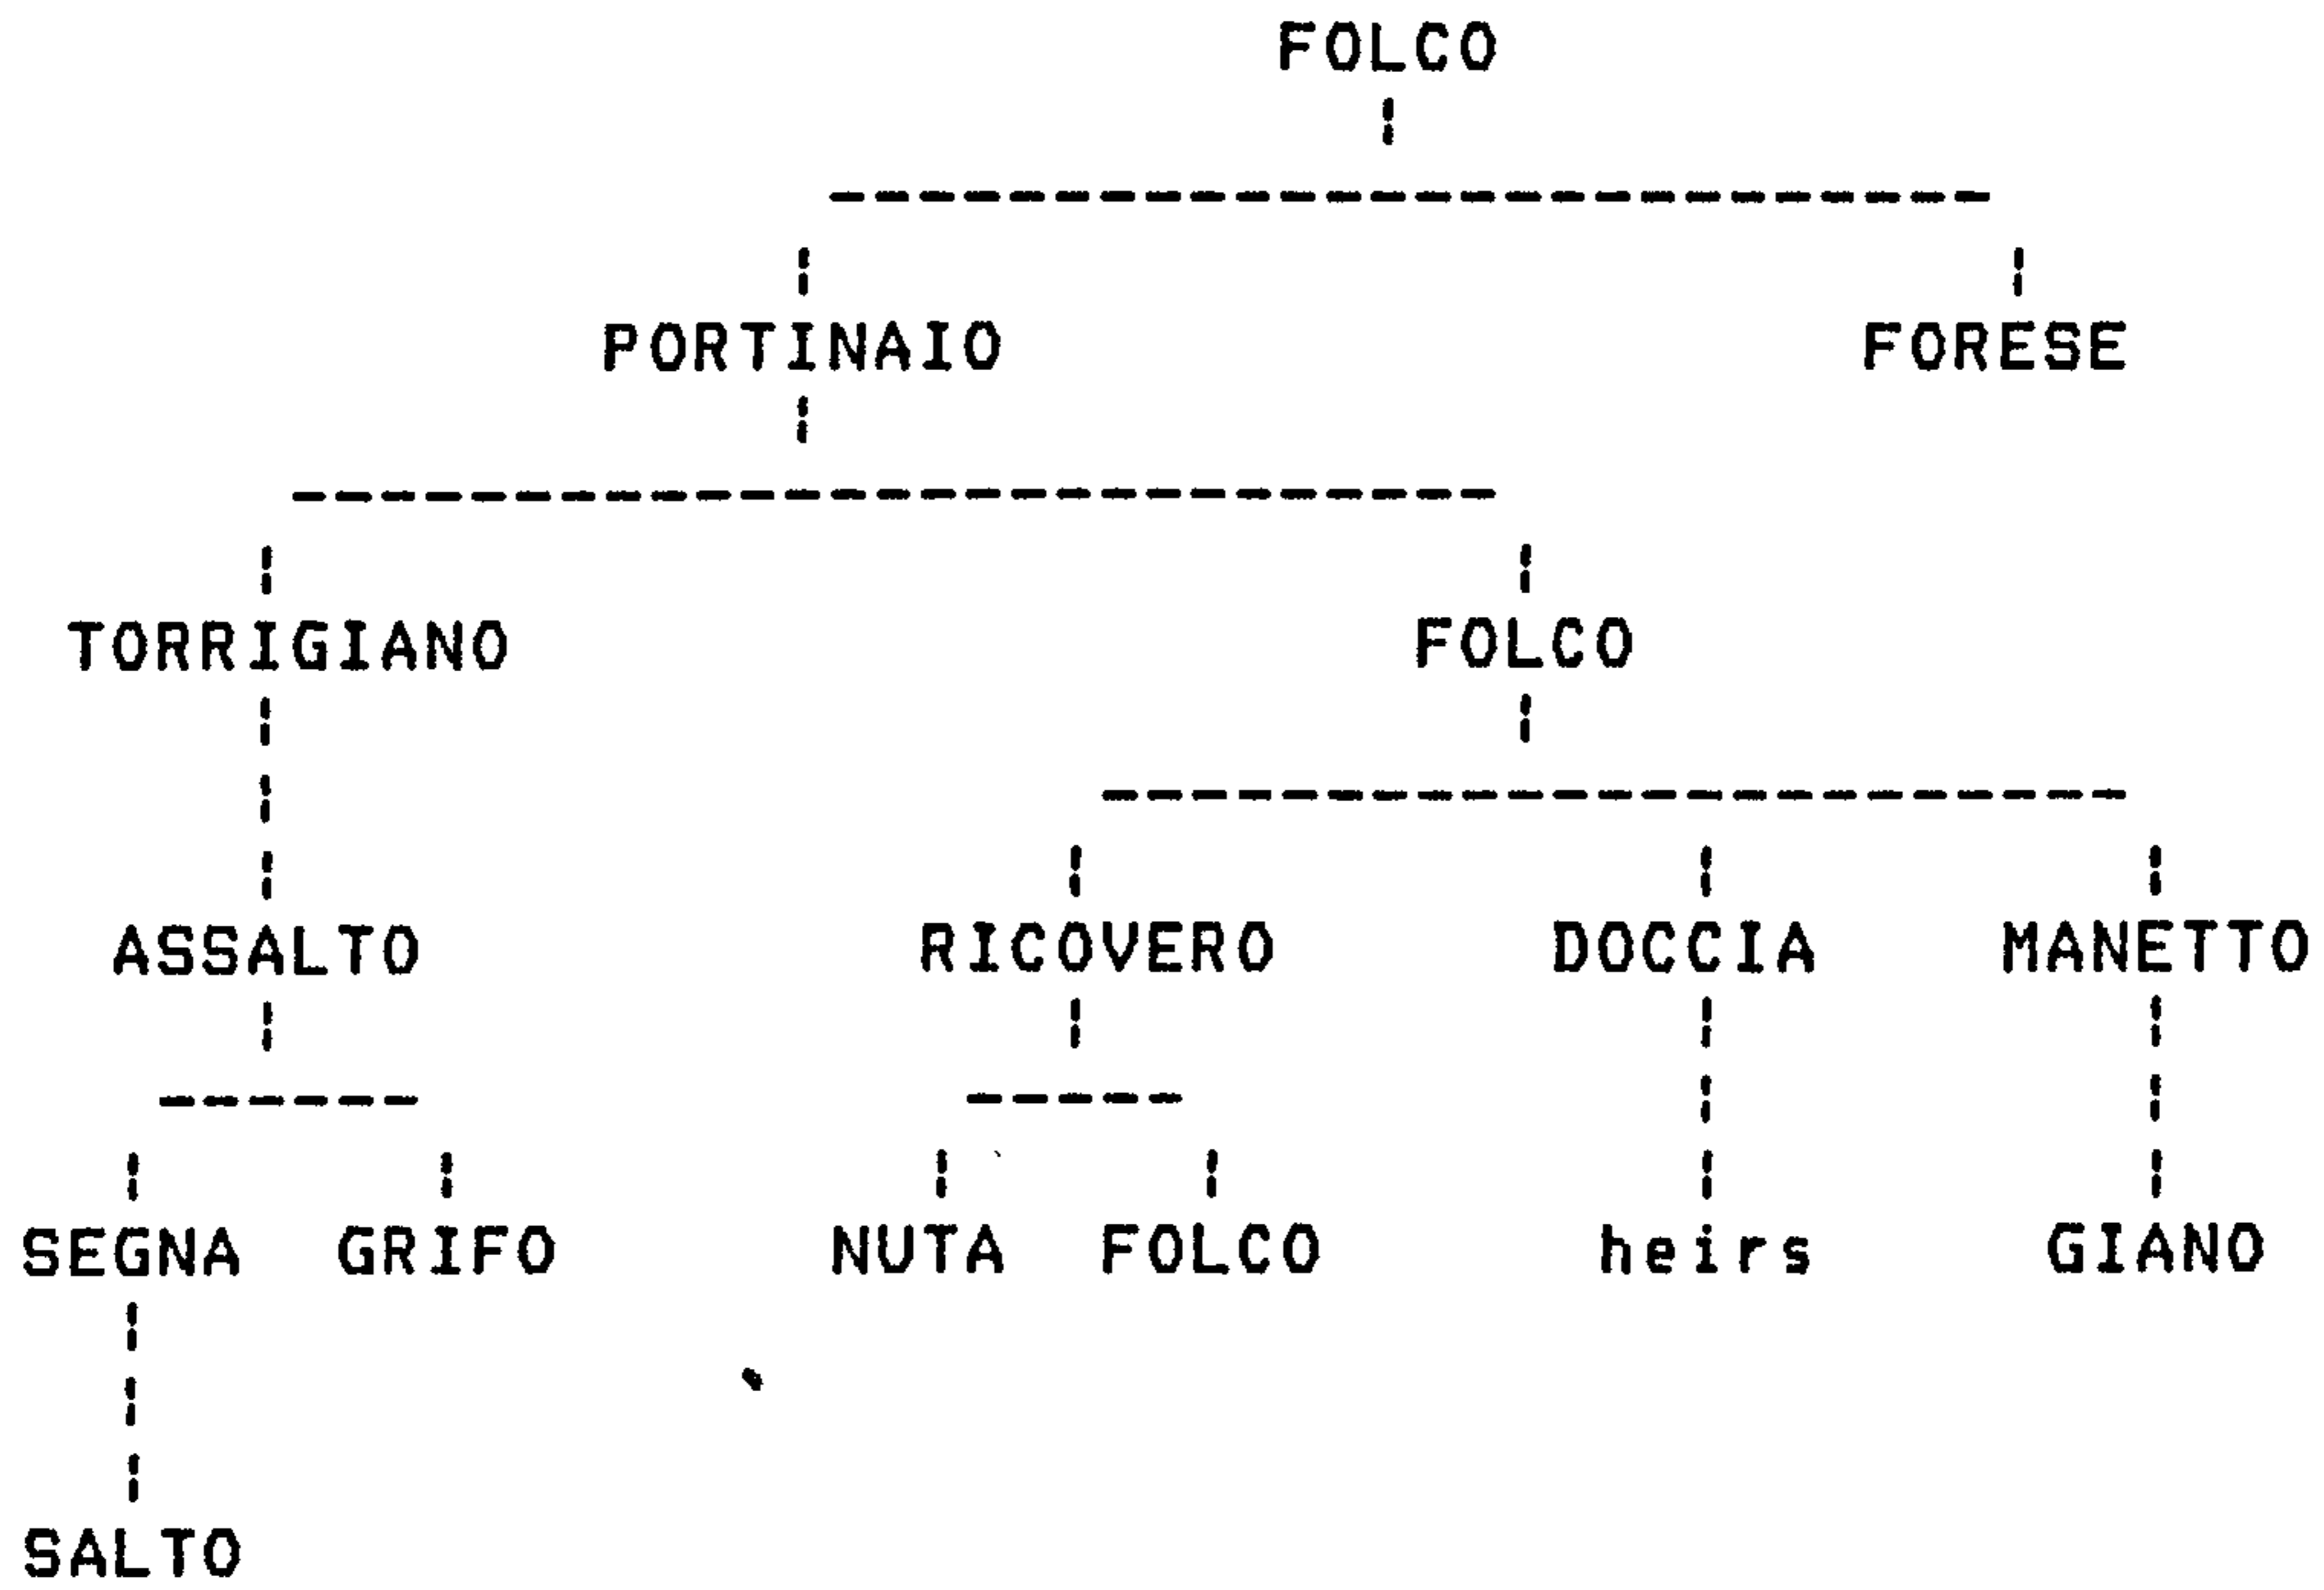 FOLCO
PORTINAIO FORESE
TORRIGIANO FOLCO
ASSALTO RICOVERO DOCCIA MANETTO
SEGNA GRIFO NUTA FOLCO heirs GIANO
SALTO